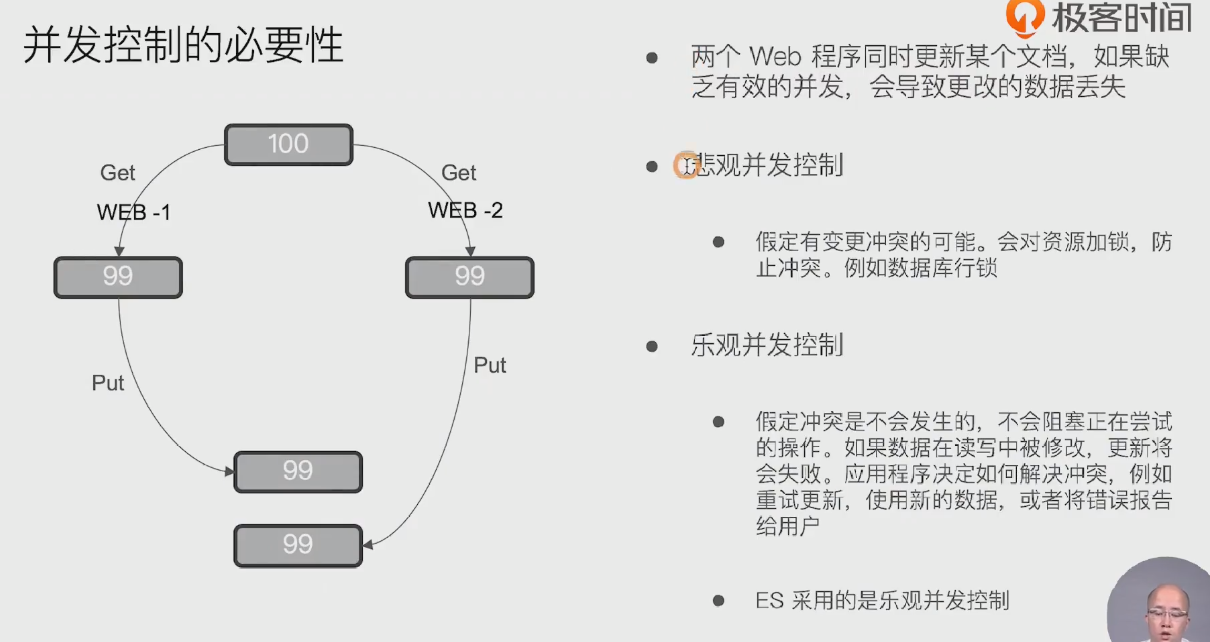 并发控制的必要性
极客时间
100
Get
Get
WEB -1
WEB -2
99
99
Put
Put
99
99
两个 Web 程序同时更新某个文档，如果缺
乏有效的并发，会导致更改的数据丢失
悲观并发控制
假定有变更冲突的可能。会对资源加锁，防
止冲突。例如数据库行锁
乐观并发控制
假定冲突是不会发生的，不会阻塞正在尝试
的操作。如果数据在读写中被修改，更新将
会失败。应用程序决定如何解决冲突，例如
重试更新，使用新的数据，或者将错误报告
给用户
ES 采用的是乐观并发控制